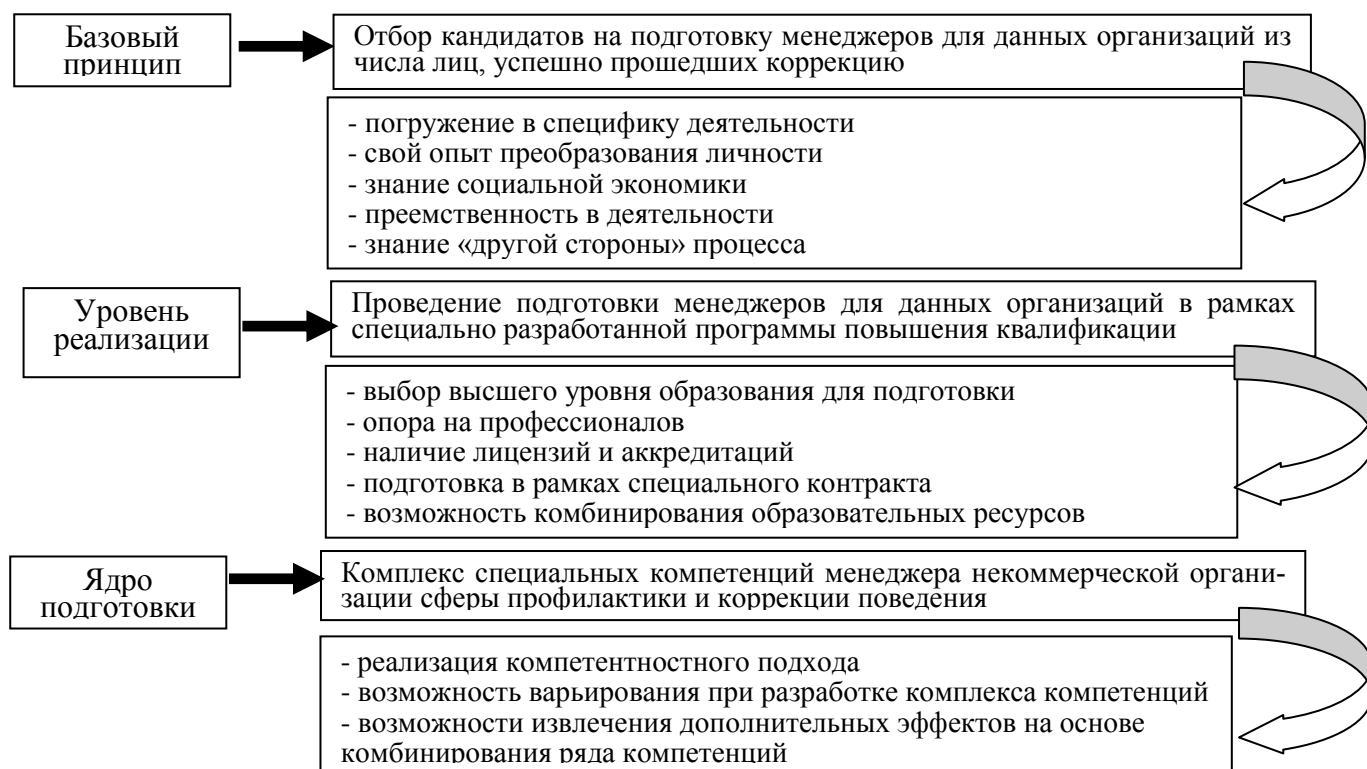 Базовый
принцип
Отбор кандидатов на подготовку менеджеров для данных организаций из
числа лиц, успешно прошедших коррекцию
- погружение в специфику деятельности
- свой опыт преобразования личности
- знание социальной экономики
- преемственность в деятельности
- знание «другой стороны» процесса
Уровень
реализации
Проведение подготовки менеджеров для данных организаций в рамках
специально разработанной программы повышения квалификации
- выбор высшего уровня образования для подготовки
- опора на профессионалов
- наличие лицензий и аккредитаций
- подготовка в рамках специального контракта
- возможность комбинирования образовательных ресурсов
Ядро
подготовки
Комплекс специальных компетенций менеджера некоммерческой органи-
зации сферы профилактики и коррекции поведения
- реализация компетентностного подхода
- возможность варьирования при разработке комплекса компетенций
- возможности извлечения дополнительных эффектов на основе
комбинирования ряда компетенций